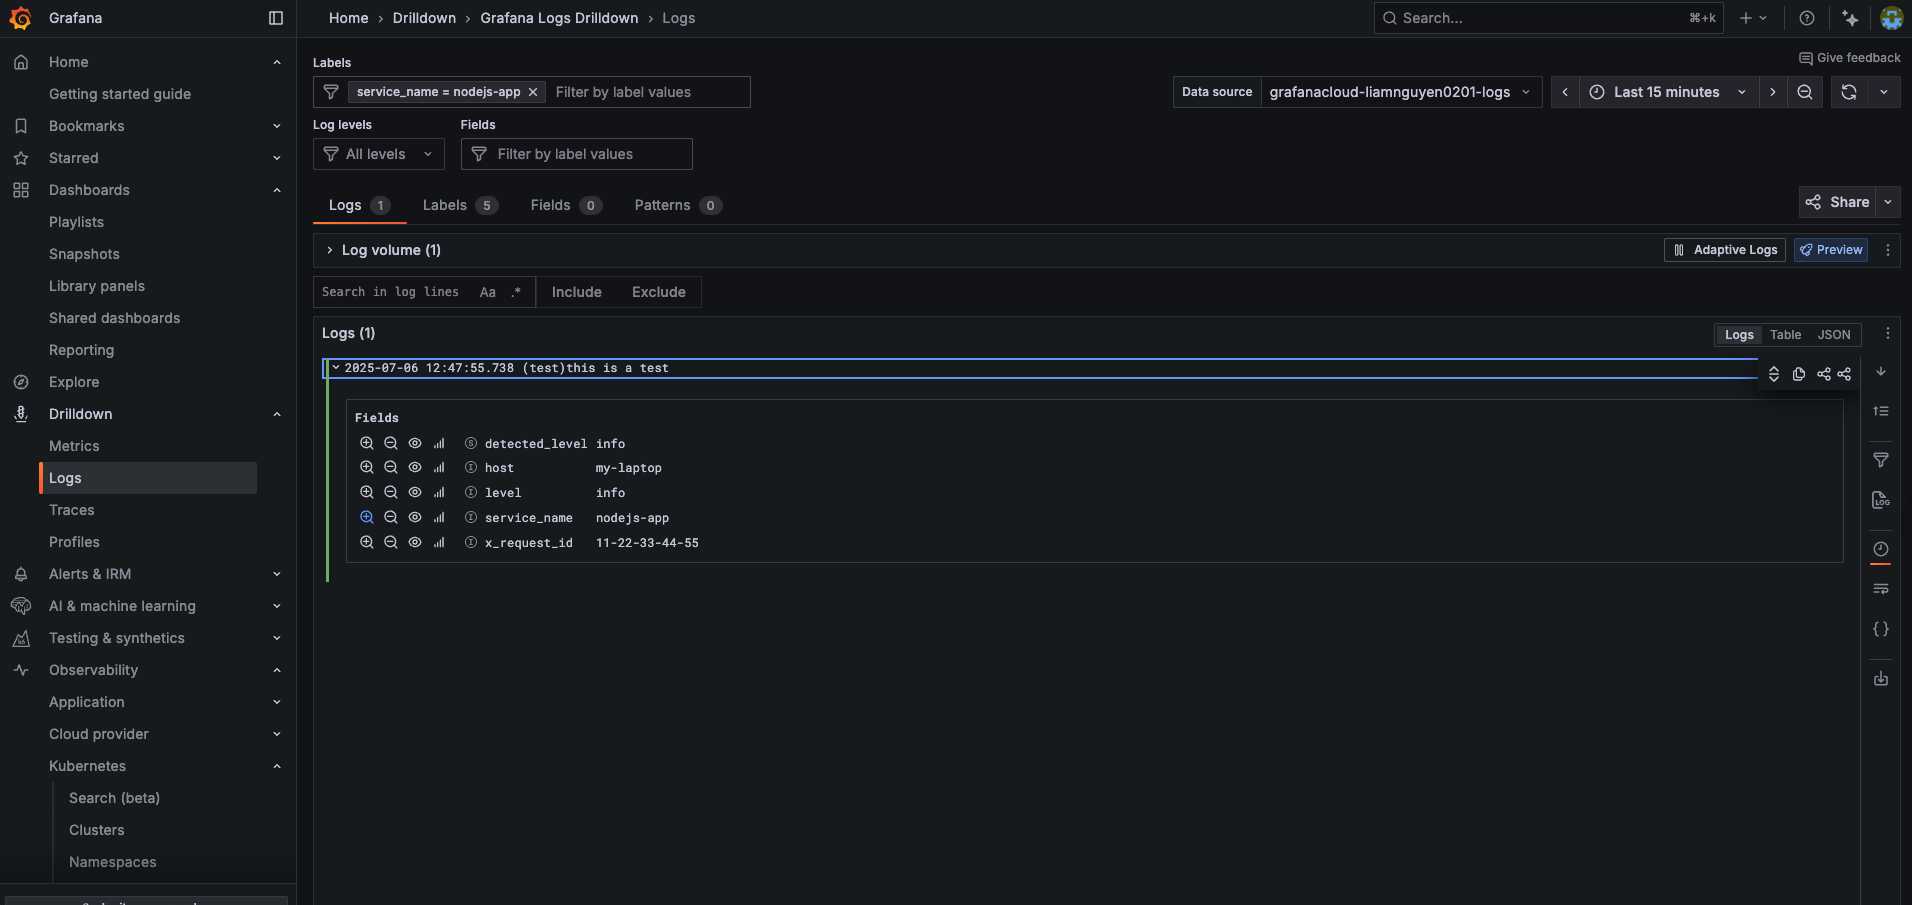 Grafana
Home › Drilldown › Grafana Logs Drilldown › Logs
Search... ⌘+k
Home
Getting started guide
Bookmarks
Starred
Dashboards
Playlists
Snapshots
Library panels
Shared dashboards
Reporting
Explore
Drilldown
Metrics
Logs
Traces
Profiles
Alerts & IRM
AI & machine learning
Testing & synthetics
Observability
Application
Cloud provider
Kubernetes
Search (beta)
Clusters
Namespaces
Give feedback
Labels
service_name = nodejs-app Filter by label values
Data source grafanacloud-liamnguyen0201-logs Last 15 minutes
Log levels Fields
All levels Filter by label values
Logs 1 Labels 5 Fields 0 Patterns 0
Share
Log volume (1) Adaptive Logs Preview
Search in log lines Aa .* Include Exclude
Logs (1) Logs Table JSON
2025-07-06 12:47:55.738 (test)this is a test
Fields
S detected_level info
I host my-laptop
I level info
I service_name nodejs-app
I x_request_id 11-22-33-44-55
LOG